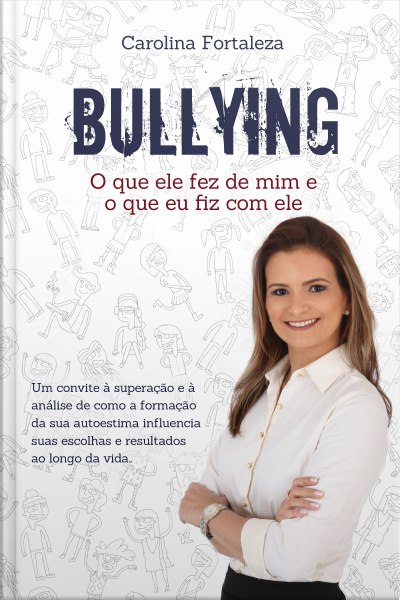 Carolina Fortaleza
BULLYING
O que ele fez de mim e
o que eu fiz com ele
Um convite à superação e à
análise de como a formação
da sua autoestima influencia
suas escolhas e resultados
ao longo da vida..